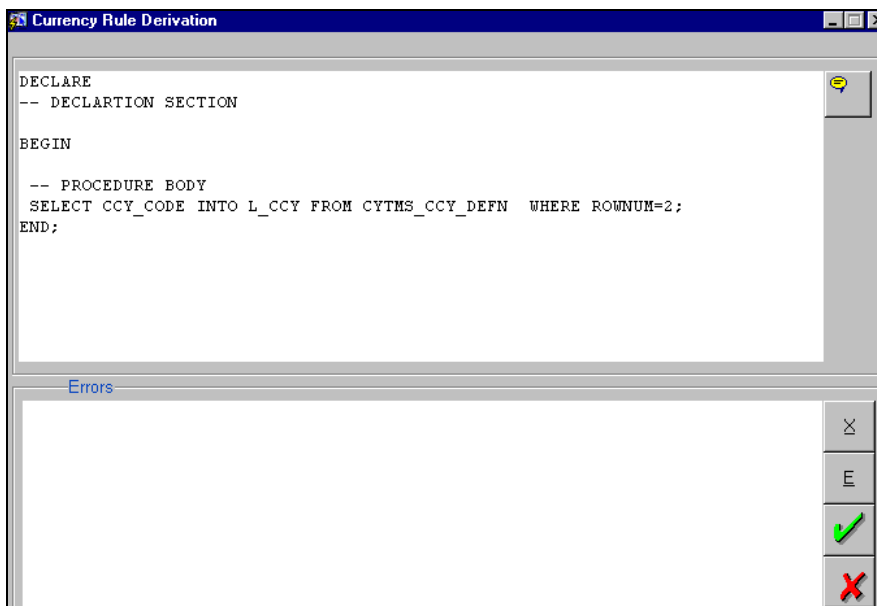 Currency Rule Derivation
DECLARE
-- DECLARTION SECTION
BEGIN
-- PROCEDURE BODY
SELECT CCY_CODE INTO L_CCY FROM CYTMS_CCY_DEFN WHERE ROWNUM=2;
END;
Errors
X
E